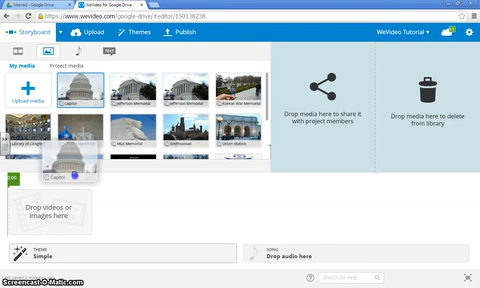 Starred - Google Drive
WeVideo for Google Drive
https://www.wevideo.com/google-drive/#editor/150138238
Storyboard
Upload
Themes
Publish
WeVideo Tutorial
TEXT
My media
Project media
Upload media
Capitol
Jefferson Memorial
Jefferson Memorial
Korean War Memorial
Library of Congress
MLK Memorial
Smithsonian
Union Station
Capitol
Drop media here to share it
with project members
Drop media here to delete
from library
0:00
Drop videos or
images here
THEME
Simple
SONG
Drop audio here
Search for help
Screencast-O-Matic.com